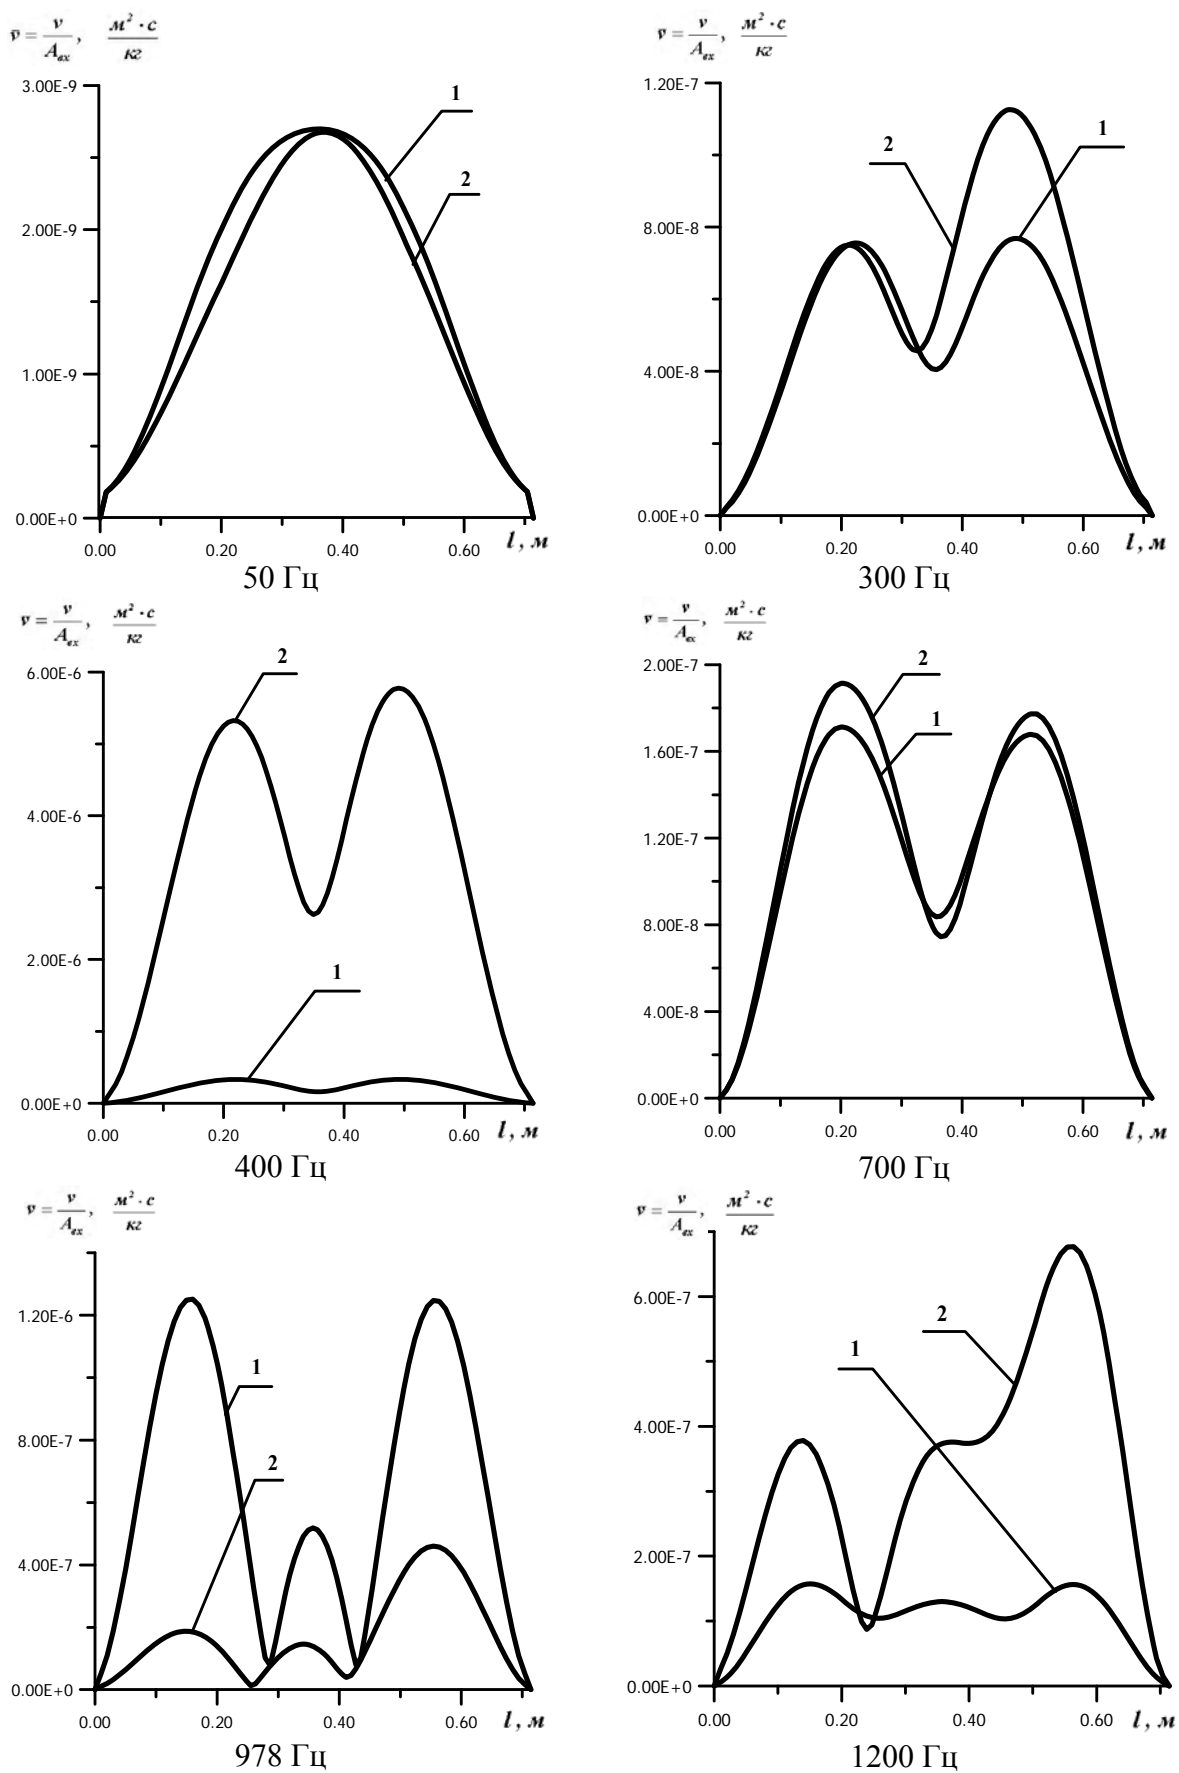 v̄ = v / A_вх , м² · с / кг
3.00E-9
1
2
2.00E-9
1.00E-9
0.00E+0
0.00 0.20 0.40 0.60 l, м
50 Гц
v̄ = v / A_вх , м² · с / кг
1.20E-7
1
2
8.00E-8
4.00E-8
0.00E+0
0.00 0.20 0.40 0.60 l, м
300 Гц
v̄ = v / A_вх , м² · с / кг
2
6.00E-6
4.00E-6
2.00E-6
1
0.00E+0
0.00 0.20 0.40 0.60 l, м
400 Гц
v̄ = v / A_вх , м² · с / кг
2.00E-7
2
1
1.60E-7
1.20E-7
8.00E-8
4.00E-8
0.00E+0
0.00 0.20 0.40 0.60 l, м
700 Гц
v̄ = v / A_вх , м² · с / кг
1.20E-6
1
8.00E-7
2
4.00E-7
0.00E+0
0.00 0.20 0.40 0.60 l, м
978 Гц
v̄ = v / A_вх , м² · с / кг
6.00E-7
2
1
4.00E-7
2.00E-7
0.00E+0
0.00 0.20 0.40 0.60 l, м
1200 Гц